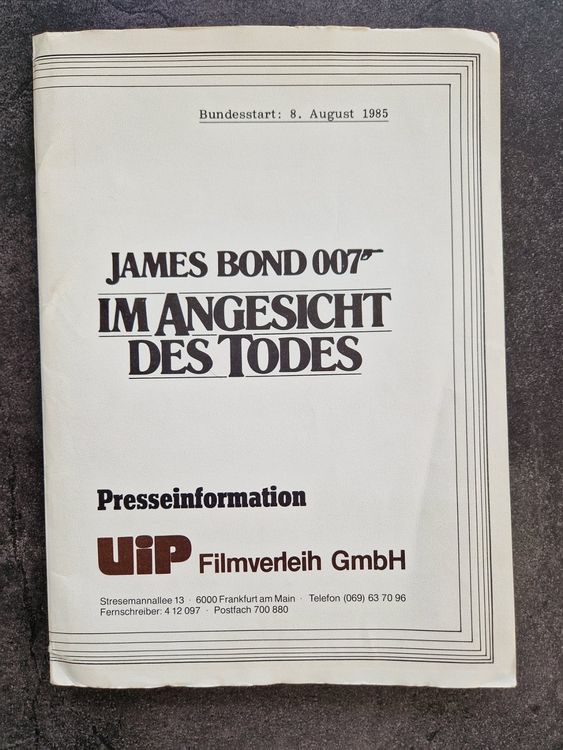 Bundesstart: 8. August 1985
JAMES BOND 007
IM ANGESICHT
DES TODES
Presseinformation
UiP Filmverleih GmbH
Stresemannallee 13 · 6000 Frankfurt am Main · Telefon (069) 63 70 96
Fernschreiber: 4 12 097 · Postfach 700 880